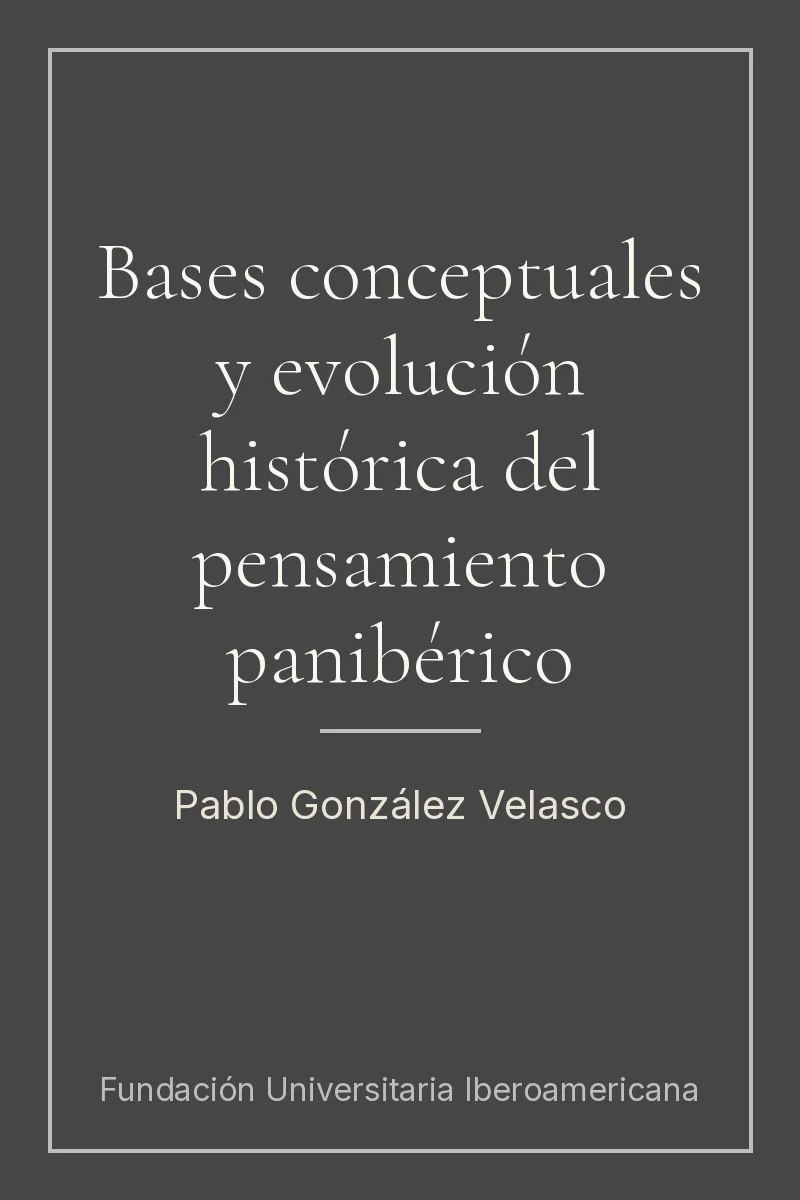 Bases conceptuales
y evolución
histórica del
pensamiento
panibérico
Pablo González Velasco
Fundación Universitaria Iberoamericana